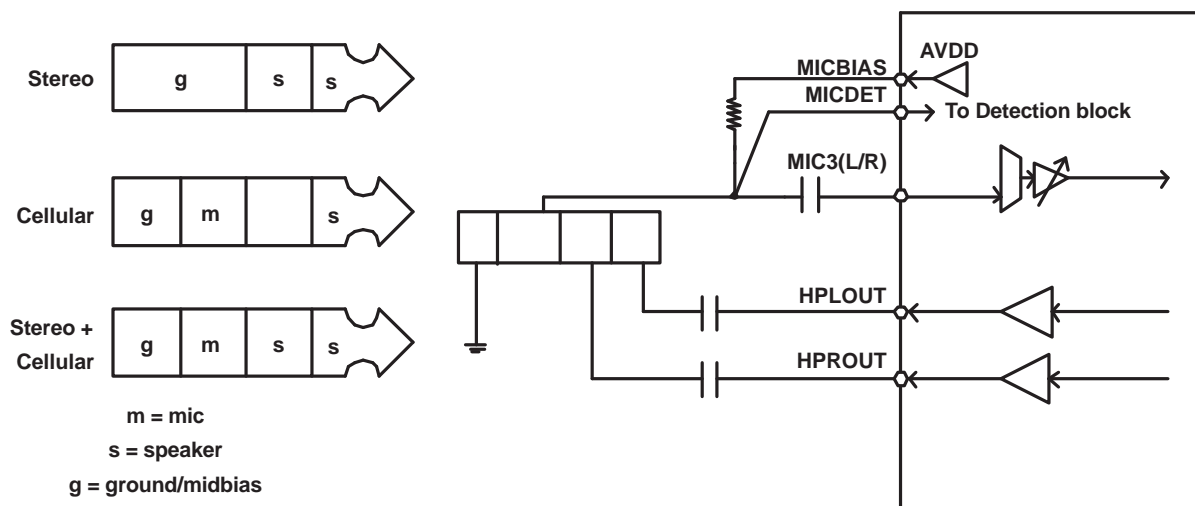 Stereo
g s s
Cellular
g m s
Stereo +
Cellular
g m s s
m = mic
s = speaker
g = ground/midbias
MICBIAS
AVDD
MICDET
To Detection block
MIC3(L/R)
HPLOUT
HPROUT